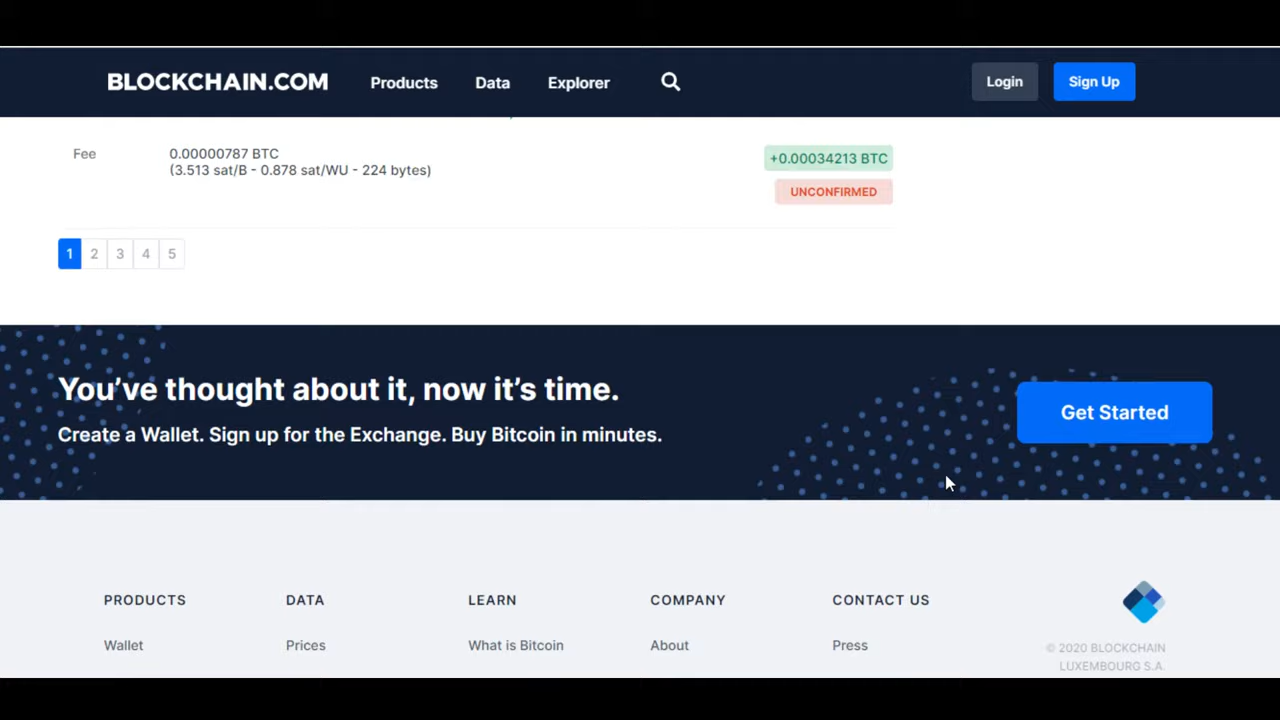 BLOCKCHAIN.COM Products Data Explorer Login Sign Up
Fee 0.00000787 BTC +0.00034213 BTC
(3.513 sat/B - 0.878 sat/WU - 224 bytes)
UNCONFIRMED
1 2 3 4 5
You've thought about it, now it's time.
Create a Wallet. Sign up for the Exchange. Buy Bitcoin in minutes.
Get Started
PRODUCTS DATA LEARN COMPANY CONTACT US
Wallet Prices What is Bitcoin About Press
© 2020 BLOCKCHAIN
LUXEMBOURG S.A.